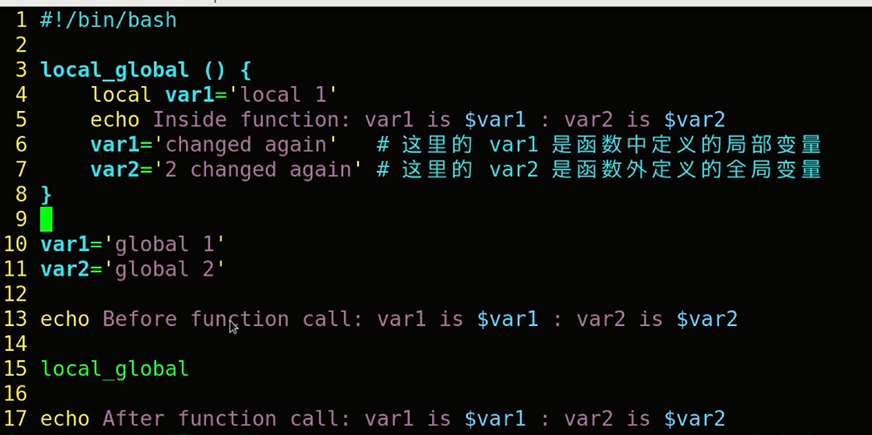 1 #!/bin/bash
2
3 local_global () {
4     local var1='local 1'
5     echo Inside function: var1 is $var1 : var2 is $var2
6     var1='changed again'   # 这里的 var1 是函数中定义的局部变量
7     var2='2 changed again' # 这里的 var2 是函数外定义的全局变量
8 }
9
10 var1='global 1'
11 var2='global 2'
12
13 echo Before function call: var1 is $var1 : var2 is $var2
14
15 local_global
16
17 echo After function call: var1 is $var1 : var2 is $var2